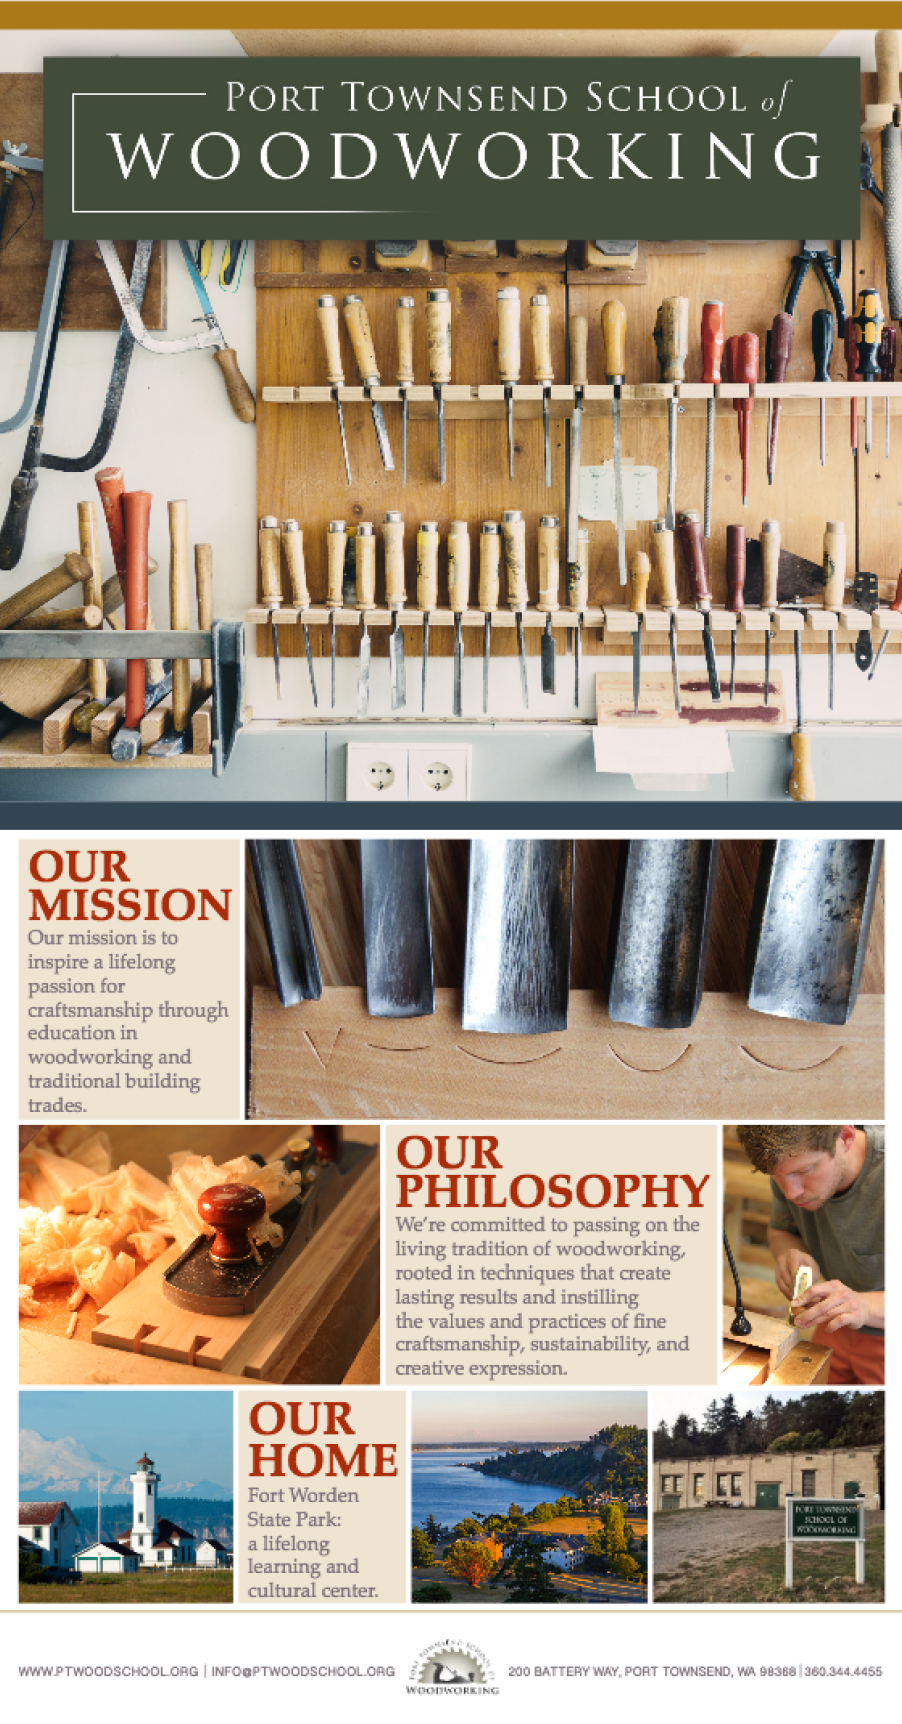 PORT TOWNSEND SCHOOL of
WOODWORKING
OUR
MISSION
Our mission is to
inspire a lifelong
passion for
craftsmanship through
education in
woodworking and
traditional building
trades.
OUR
PHILOSOPHY
We're committed to passing on the
living tradition of woodworking,
rooted in techniques that create
lasting results and instilling
the values and practices of fine
craftsmanship, sustainability, and
creative expression.
OUR
HOME
Fort Worden
State Park:
a lifelong
learning and
cultural center.
PORT TOWNSEND
SCHOOL OF
WOODWORKING
WWW.PTWOODSCHOOL.ORG | INFO@PTWOODSCHOOL.ORG
PORT TOWNSEND SCHOOL OF
WOODWORKING
200 BATTERY WAY, PORT TOWNSEND, WA 98368 | 360.344.4455